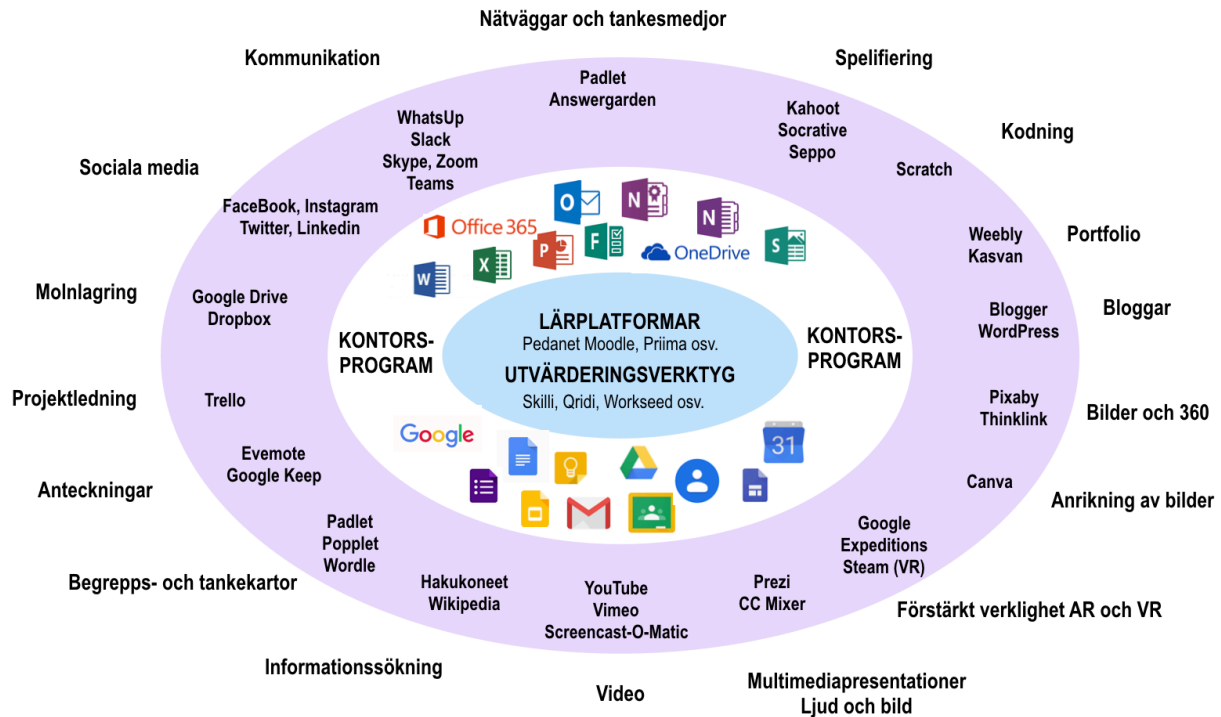 Nätväggar och tankesmedjor
Kommunikation
Spelifiering
Padlet
Answergarden
WhatsUp
Slack
Skype, Zoom
Teams
Kahoot
Socrative
Seppo
Kodning
Scratch
Sociala media
FaceBook, Instagram
Twitter, Linkedin
Office 365
O
N
N
P
F
OneDrive
S
X
W
Weebly
Kasvan
Portfolio
Molnlagring
Google Drive
Dropbox
Blogger
WordPress
Bloggar
KONTORS-
PROGRAM
LÄRPLATFORMAR
Pedanet Moodle, Priima osv.
UTVÄRDERINGSVERKTYG
Skilli, Qridi, Workseed osv.
KONTORS-
PROGRAM
Projektledning
Trello
Pixaby
Thinklink
Bilder och 360
Google
31
Evemote
Google Keep
Anteckningar
Canva
Anrikning av bilder
Padlet
Popplet
Wordle
Google
Expeditions
Steam (VR)
Begrepps- och tankekartor
Hakukoneet
Wikipedia
YouTube
Vimeo
Screencast-O-Matic
Prezi
CC Mixer
Förstärkt verklighet AR och VR
Informationssökning
Video
Multimediapresentationer
Ljud och bild